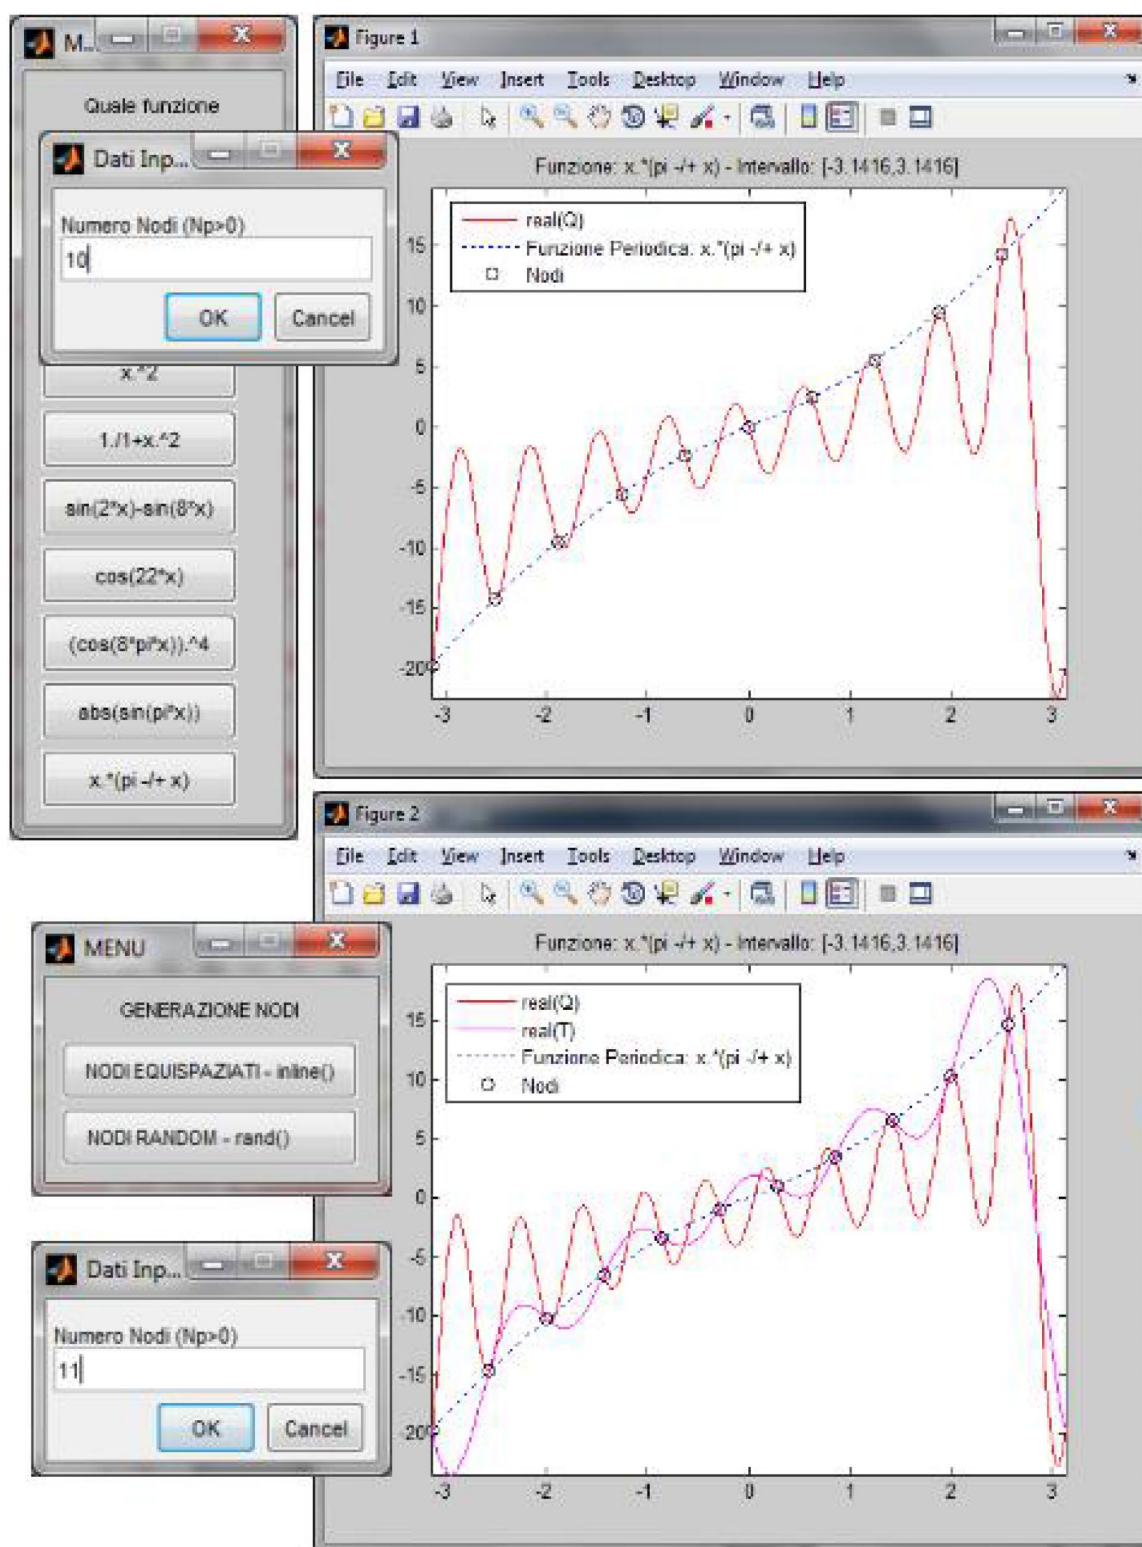 M...
Quale funzione
Dati Inp...
Numero Nodi (Np>0)
10
OK
Cancel
x.^2
1./1+x.^2
sin(2*x)-sin(8*x)
cos(22*x)
(cos(8*pi*x)).^4
abs(sin(pi*x))
x.*(pi -/+ x)
Figure 1
File Edit View Insert Tools Desktop Window Help
Funzione: x.*(pi -/+ x) - Intervallo: [-3.1416,3.1416]
real(Q)
Funzione Periodica: x.*(pi -/+ x)
Nodi
15
10
5
0
-5
-10
-15
-20
-3 -2 -1 0 1 2 3
Figure 2
File Edit View Insert Tools Desktop Window Help
Funzione: x.*(pi -/+ x) - Intervallo: [-3.1416,3.1416]
real(Q)
real(T)
Funzione Periodica: x.*(pi -/+ x)
Nodi
15
10
5
0
-5
-10
-15
-20
-3 -2 -1 0 1 2 3
MENU
GENERAZIONE NODI
NODI EQUISPAZIATI - inline()
NODI RANDOM - rand()
Dati Inp...
Numero Nodi (Np>0)
11
OK
Cancel